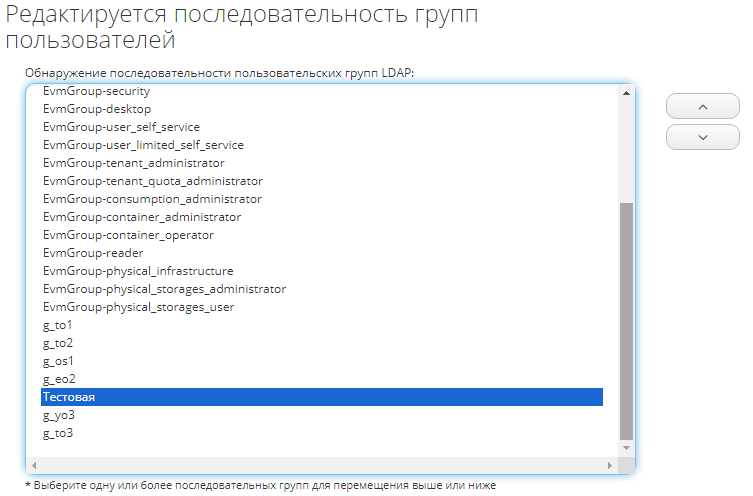 Редактируется последовательность групп
пользователей
Обнаружение последовательности пользовательских групп LDAP:
EvmGroup-security
EvmGroup-desktop
EvmGroup-user_self_service
EvmGroup-user_limited_self_service
EvmGroup-tenant_administrator
EvmGroup-tenant_quota_administrator
EvmGroup-consumption_administrator
EvmGroup-container_administrator
EvmGroup-container_operator
EvmGroup-reader
EvmGroup-physical_infrastructure
EvmGroup-physical_storages_administrator
EvmGroup-physical_storages_user
g_to1
g_to2
g_os1
g_eo2
Тестовая
g_yo3
g_to3
* Выберите одну или более последовательных групп для перемещения выше или ниже